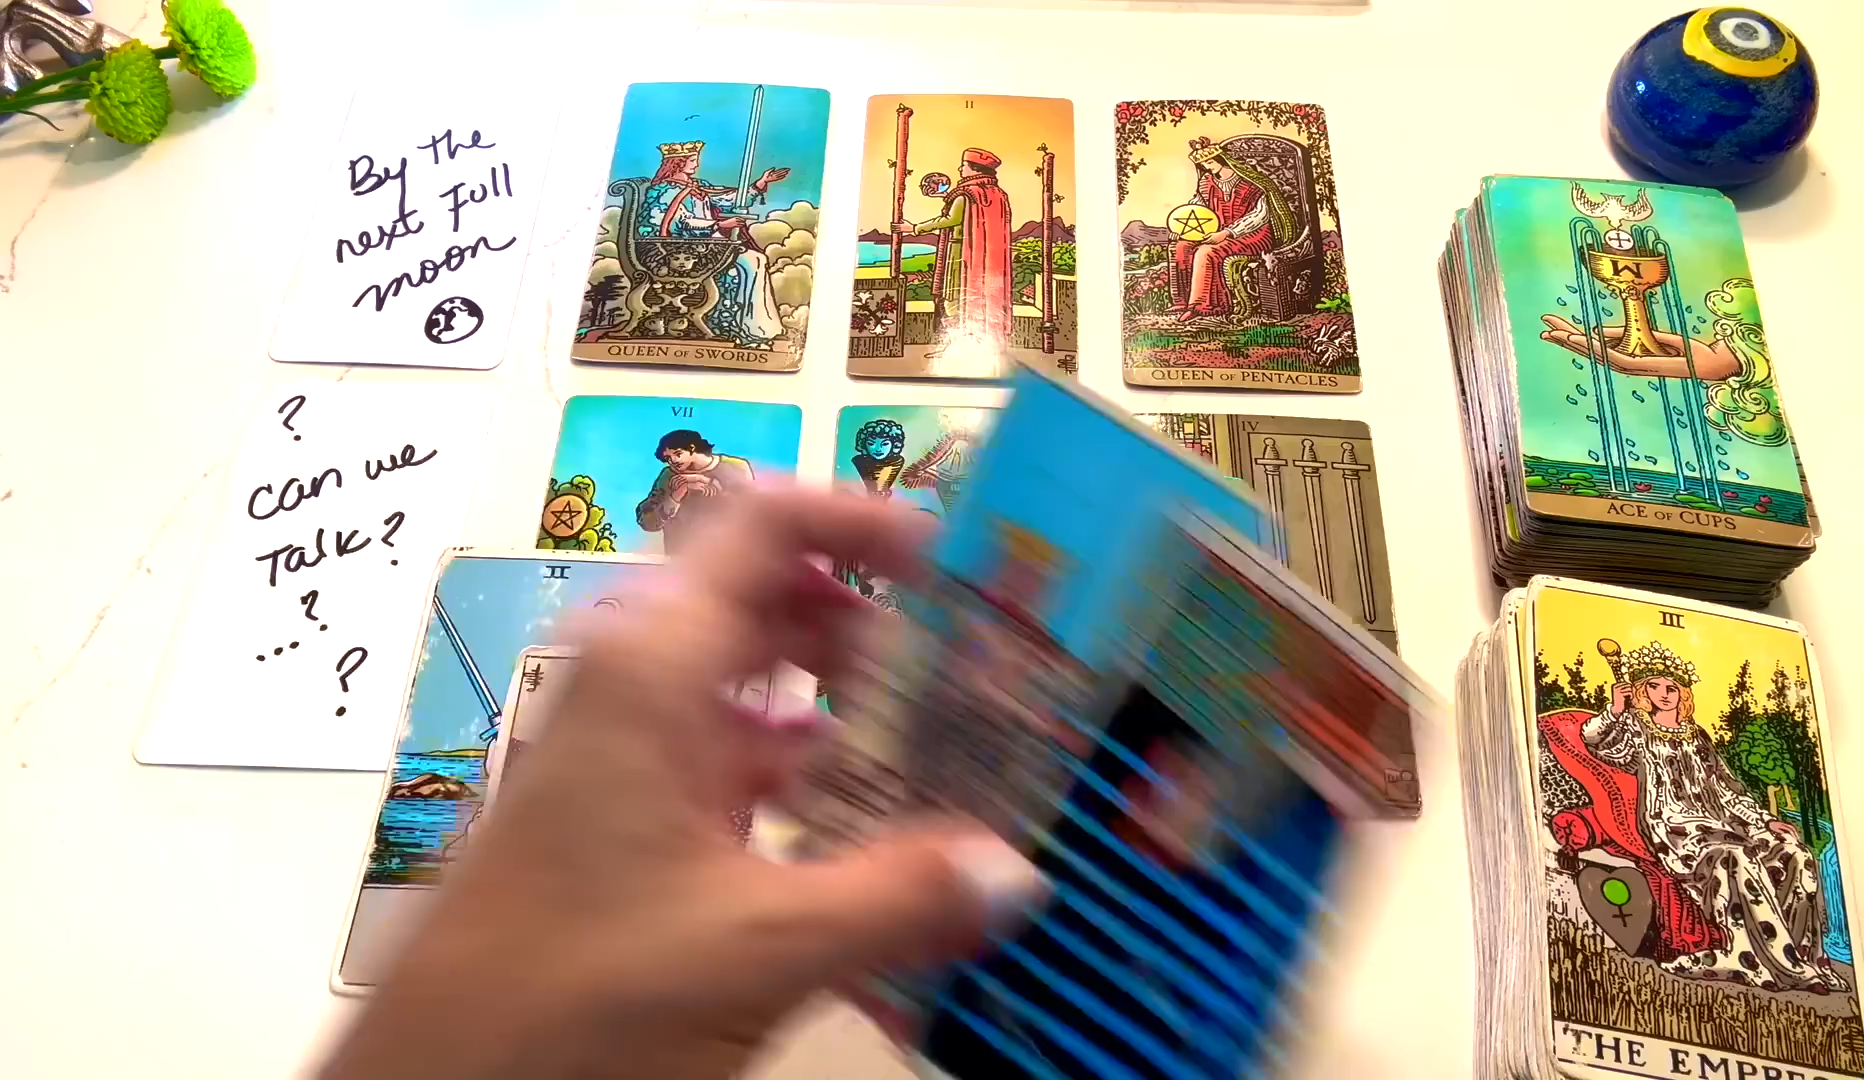 By the
next Full
moon
?
can we
Talk?
... ?
?
QUEEN OF SWORDS
II
QUEEN OF PENTACLES
VII
IV
II
ACE OF CUPS
III
THE EMPRE